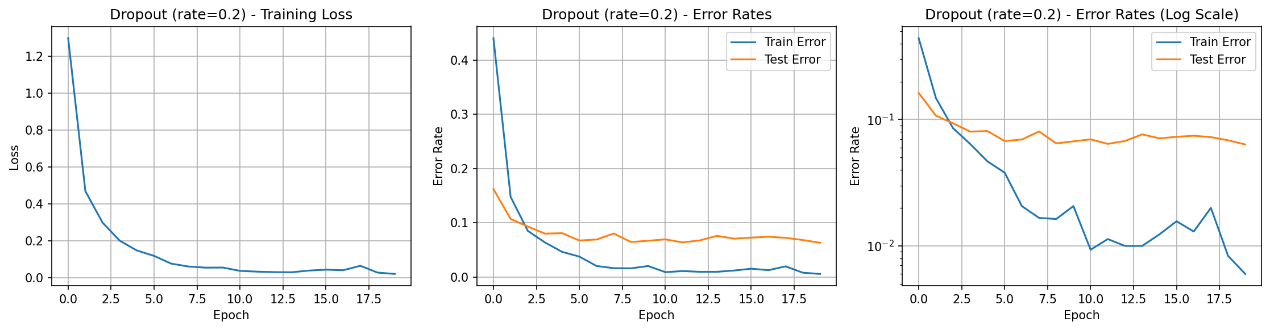 Dropout (rate=0.2) - Training Loss
1.2
1.0
0.8
0.6
0.4
0.2
0.0
Loss
0.0 2.5 5.0 7.5 10.0 12.5 15.0 17.5
Epoch
Dropout (rate=0.2) - Error Rates
Train Error
Test Error
0.4
0.3
0.2
0.1
0.0
Error Rate
0.0 2.5 5.0 7.5 10.0 12.5 15.0 17.5
Epoch
Dropout (rate=0.2) - Error Rates (Log Scale)
Train Error
Test Error
10⁻¹
10⁻²
Error Rate
0.0 2.5 5.0 7.5 10.0 12.5 15.0 17.5
Epoch